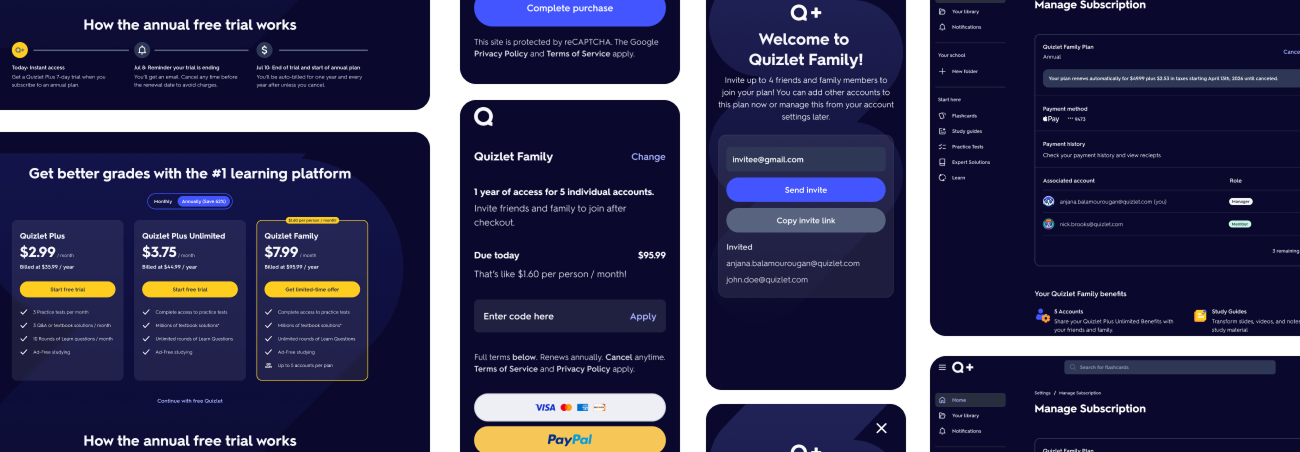 How the annual free trial works
Q+
$
Today: Instant access
Get a Quizlet Plus 7-day trial when you
subscribe to an annual plan.
Jul 8: Reminder your trial is ending
You'll get an email. Cancel any time before
the renewal date to avoid charges.
Jul 10: End of trial and start of annual plan
You'll be auto-billed for one year and every
year after unless you cancel.
Get better grades with the #1 learning platform
Monthly
Annually (Save 62%)
Quizlet Plus
$2.99 / month
Billed at $35.99 / year
Start free trial
3 Practice tests per month
3 Q&A or textbook solutions / month
10 Rounds of Learn questions / month
Ad-Free studying
Quizlet Plus Unlimited
$3.75 / month
Billed at $44.99 / year
Start free trial
Complete access to practice tests
Millions of textbook solutions*
Unlimited rounds of Learn Questions
Ad-Free studying
$1.60 per person / month!
Quizlet Family
$7.99 / month
Billed at $95.99 / year
Get limited-time offer
Complete access to practice tests
Millions of textbook solutions*
Unlimited rounds of Learn Questions
Ad-Free studying
Up to 5 accounts per plan
Continue with free Quizlet
How the annual free trial works
Complete purchase
This site is protected by reCAPTCHA. The Google
Privacy Policy and Terms of Service apply.
Q
Quizlet Family
Change
1 year of access for 5 individual accounts.
Invite friends and family to join after
checkout.
Due today
$95.99
That's like $1.60 per person / month!
Enter code here
Apply
Full terms below. Renews annually. Cancel anytime.
Terms of Service and Privacy Policy apply.
VISA
PayPal
Q+
Welcome to
Quizlet Family!
Invite up to 4 friends and family members to
join your plan! You can add other accounts to
this plan now or manage this from your account
settings later.
invitee@gmail.com
Send invite
Copy invite link
Invited
anjana.balamourougan@quizlet.com
john.doe@quizlet.com
Q+
Your library
Notifications
Your school
New folder
Start here
Flashcards
Study guides
Practice Tests
Expert Solutions
Learn
Manage Subscription
Quizlet Family Plan
Annual
Your plan renews automatically for $49.99 plus $2.53 in taxes starting April 15th, 2026 until canceled.
Payment method
Pay
9473
Payment history
Check your payment history and view reciepts
Associated account
Role
anjana.balamourougan@quizlet.com (you)
Manager
nick.brooks@quizlet.com
Member
3 remaining
Your Quizlet Family benefits
5 Accounts
Share your Quizlet Plus Unlimited Benefits with
your friends and family.
Study Guides
Transform slides, videos, and notes
study material
Q+
Search for flashcards
Home
Your library
Notifications
Settings / Manage Subscription
Manage Subscription
Quizlet Family Plan